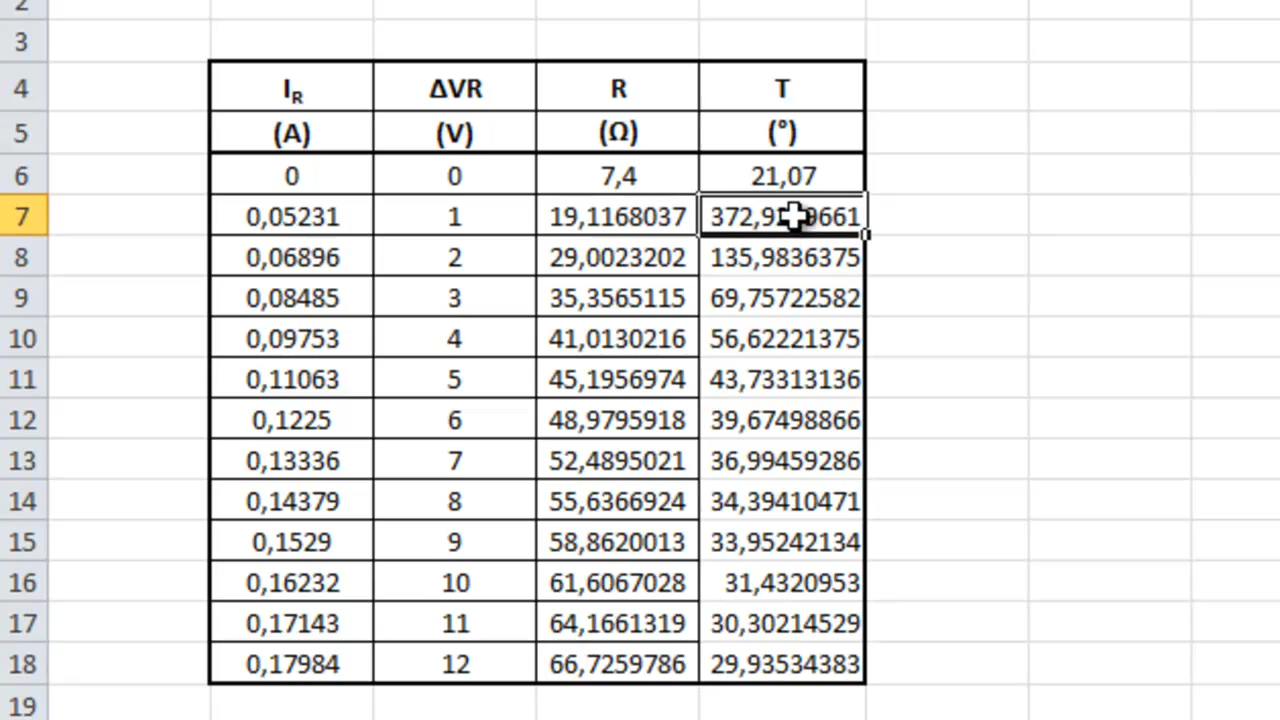 2
3
4 I_R ΔVR R T
5 (A) (V) (Ω) (°)
6 0 0 7,4 21,07
7 0,05231 1 19,1168037
8 0,06896 2 29,0023202 135,9836375
9 0,08485 3 35,3565115 69,75722582
10 0,09753 4 41,0130216 56,62221375
11 0,11063 5 45,1956974 43,73313136
12 0,1225 6 48,9795918 39,67498866
13 0,13336 7 52,4895021 36,99459286
14 0,14379 8 55,6366924 34,39410471
15 0,1529 9 58,8620013 33,95242134
16 0,16232 10 61,6067028 31,4320953
17 0,17143 11 64,1661319 30,30214529
18 0,17984 12 66,7259786 29,93534383
19